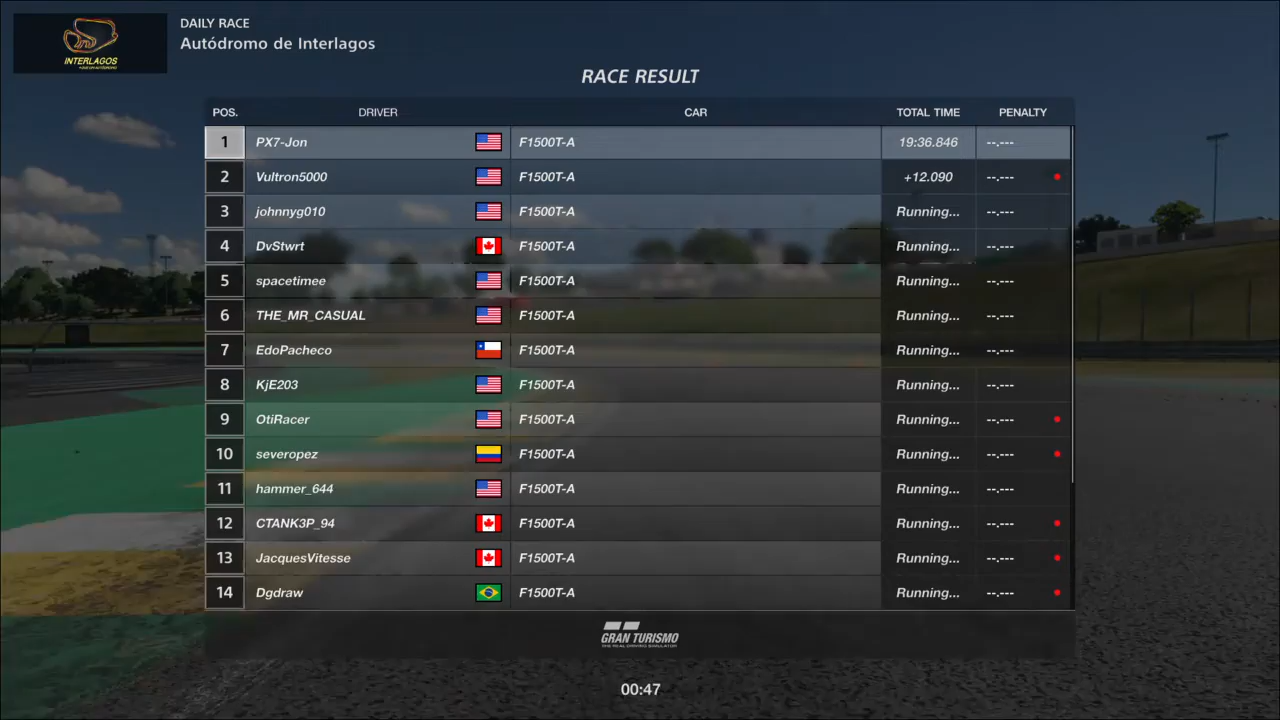 DAILY RACE
Autódromo de Interlagos
INTERLAGOS
RACE RESULT
POS. DRIVER CAR TOTAL TIME PENALTY
1 PX7-Jon F1500T-A 19:36.846 --.---
2 Vultron5000 F1500T-A +12.090 --.---
3 johnnyg010 F1500T-A Running... --.---
4 DvStwrt F1500T-A Running... --.---
5 spacetimee F1500T-A Running... --.---
6 THE_MR_CASUAL F1500T-A Running... --.---
7 EdoPacheco F1500T-A Running... --.---
8 KjE203 F1500T-A Running... --.---
9 OtiRacer F1500T-A Running... --.---
10 severopez F1500T-A Running... --.---
11 hammer_644 F1500T-A Running... --.---
12 CTANK3P_94 F1500T-A Running... --.---
13 JacquesVitesse F1500T-A Running... --.---
14 Dgdraw F1500T-A Running... --.---
GRAN TURISMO
THE REAL DRIVING SIMULATOR
00:47